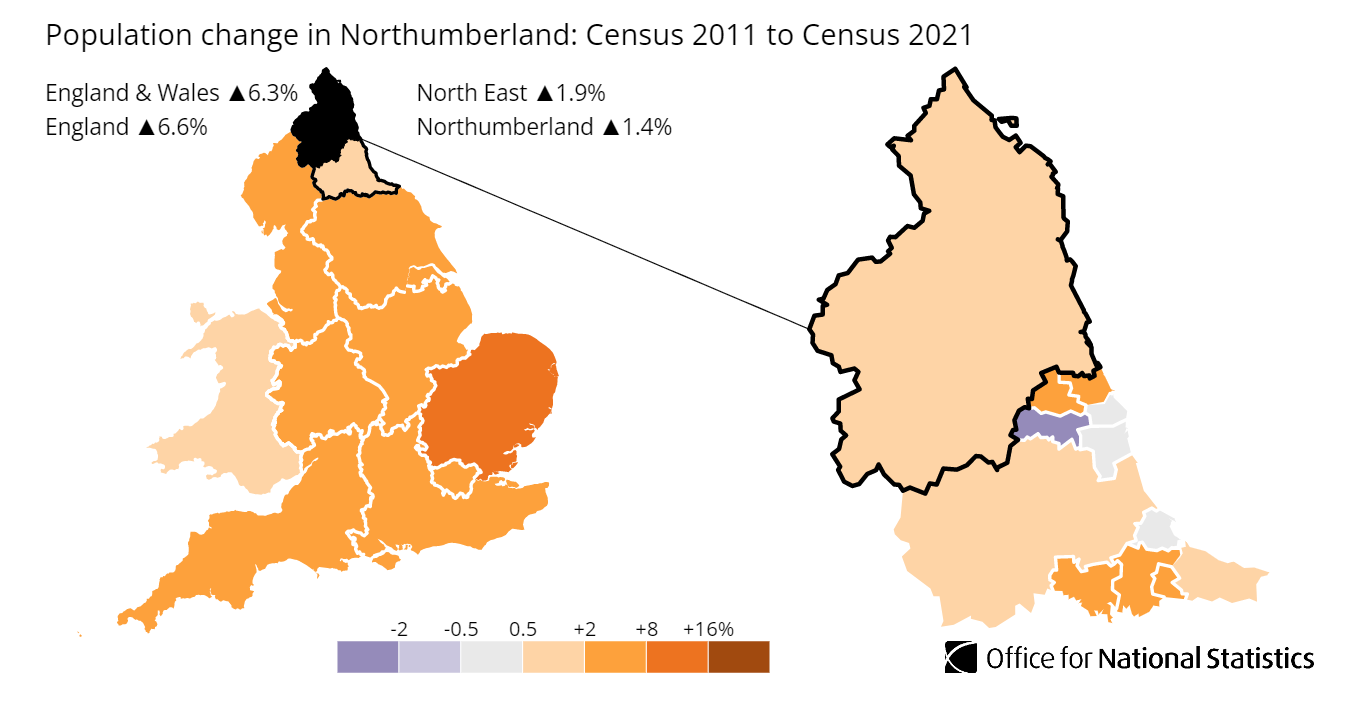 Population change in Northumberland: Census 2011 to Census 2021
England & Wales ▲6.3%
North East ▲1.9%
England ▲6.6%
Northumberland ▲1.4%
-2 -0.5 0.5 +2 +8 +16%
Office for National Statistics